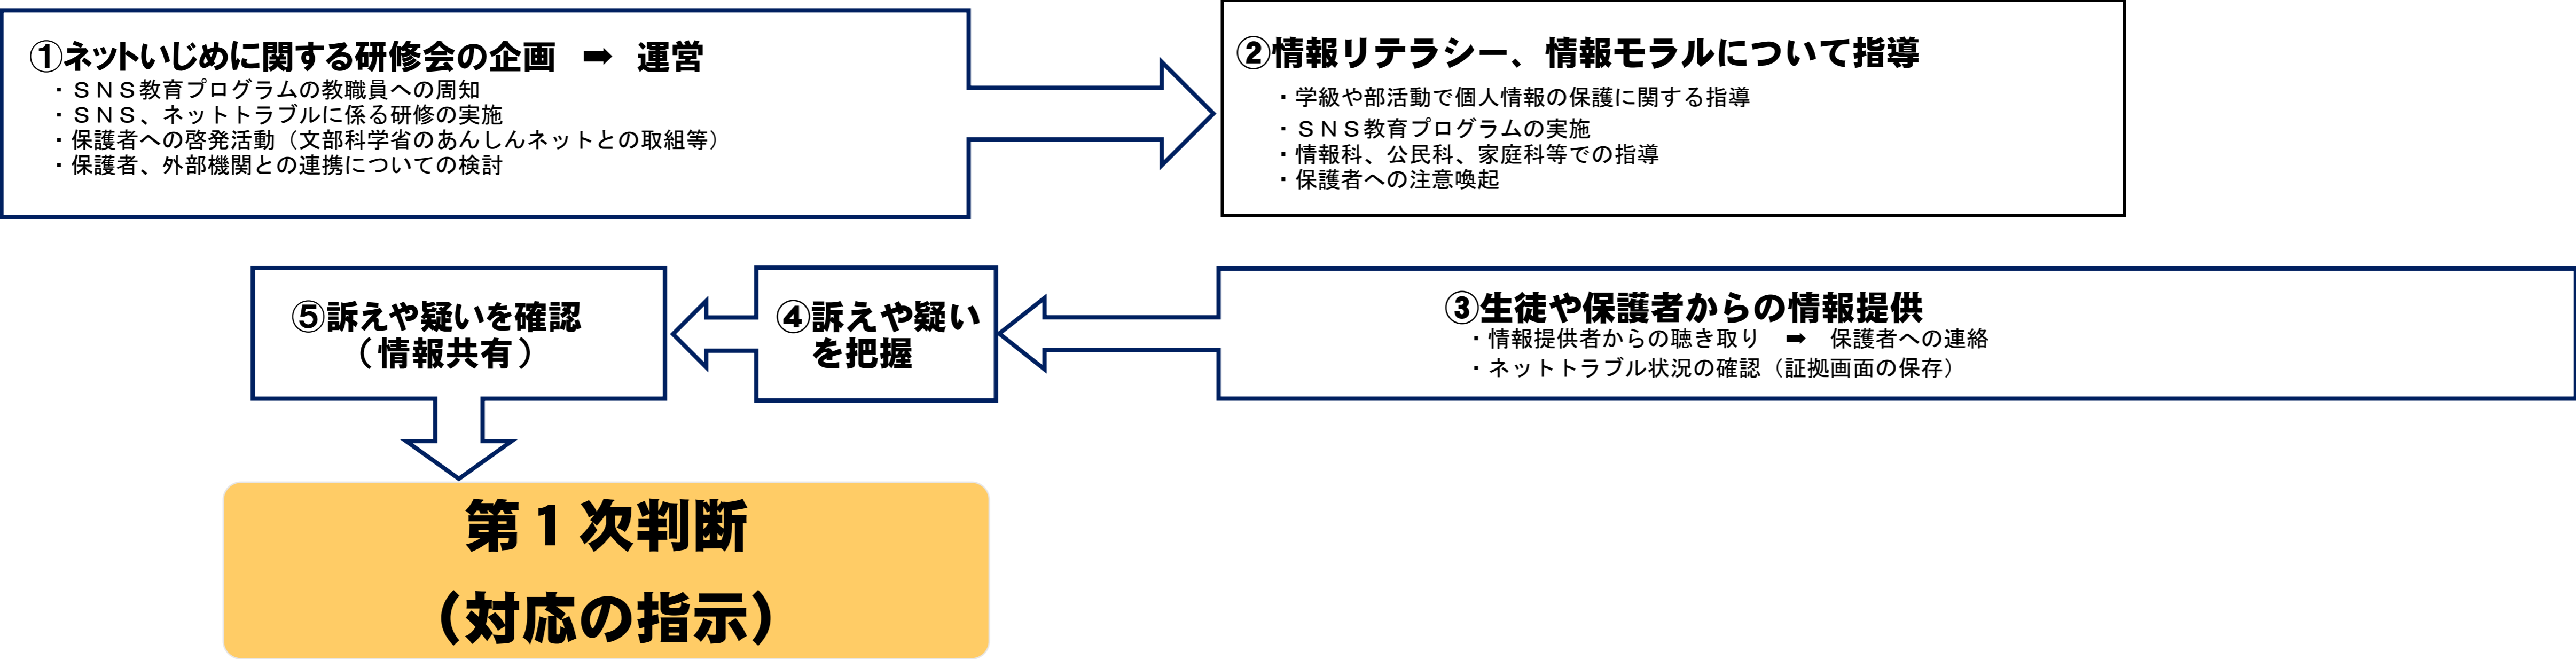 ①ネットいじめに関する研修会の企画　➡　運営
・ＳＮＳ教育プログラムの教職員への周知
・ＳＮＳ、ネットトラブルに係る研修の実施
・保護者への啓発活動（文部科学省のあんしんネットとの取組等）
・保護者、外部機関との連携についての検討
②情報リテラシー、情報モラルについて指導
・学級や部活動で個人情報の保護に関する指導
・ＳＮＳ教育プログラムの実施
・情報科、公民科、家庭科等での指導
・保護者への注意喚起
③生徒や保護者からの情報提供
・情報提供者からの聴き取り　➡　保護者への連絡
・ネットトラブル状況の確認（証拠画面の保存）
④訴えや疑い
を把握
⑤訴えや疑いを確認
（情報共有）
第１次判断
（対応の指示）